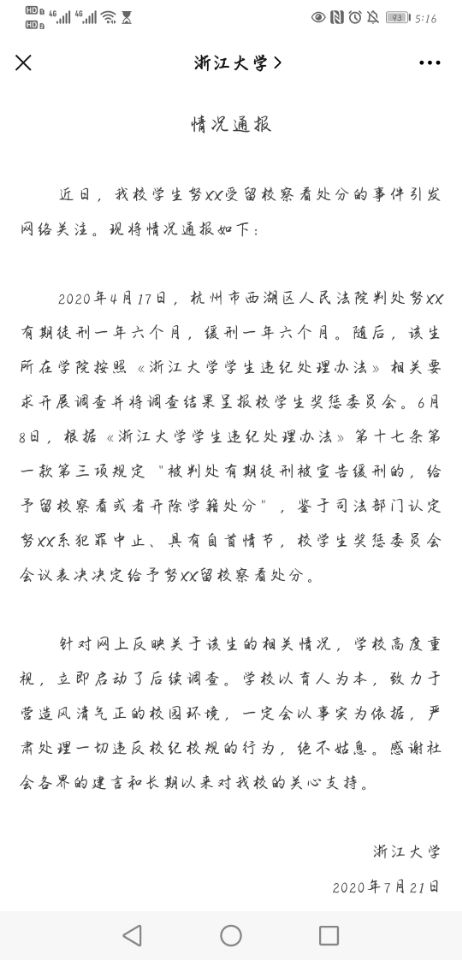 HD 4G 4G HD 93 5:16
浙江大学
情况通报
近日，我校学生努XX受留校察看处分的事件引发
网络关注。现将情况通报如下：
2020年4月17日，杭州市西湖区人民法院判处努XX
有期徒刑一年六个月，缓刑一年六个月。随后，该生
所在学院按照《浙江大学学生违纪处理办法》相关要
求开展调查并将调查结果呈报校学生奖惩委员会。6月
8日，根据《浙江大学学生违纪处理办法》第十七条第
一款第三项规定“被判处有期徒刑被宣告缓刑的，给
予留校察看或者开除学籍处分”，鉴于司法部门认定
努XX系犯罪中止、具有自首情节，校学生奖惩委员会
会议表决决定给予努XX留校察看处分。
针对网上反映关于该生的相关情况，学校高度重
视，立即启动了后续调查。学校以育人为本，致力于
营造风清气正的校园环境，一定会以事实为依据，严
肃处理一切违反校纪校规的行为，绝不姑息。感谢社
会各界的建言和长期以来对我校的关心支持。
浙江大学
2020年7月21日